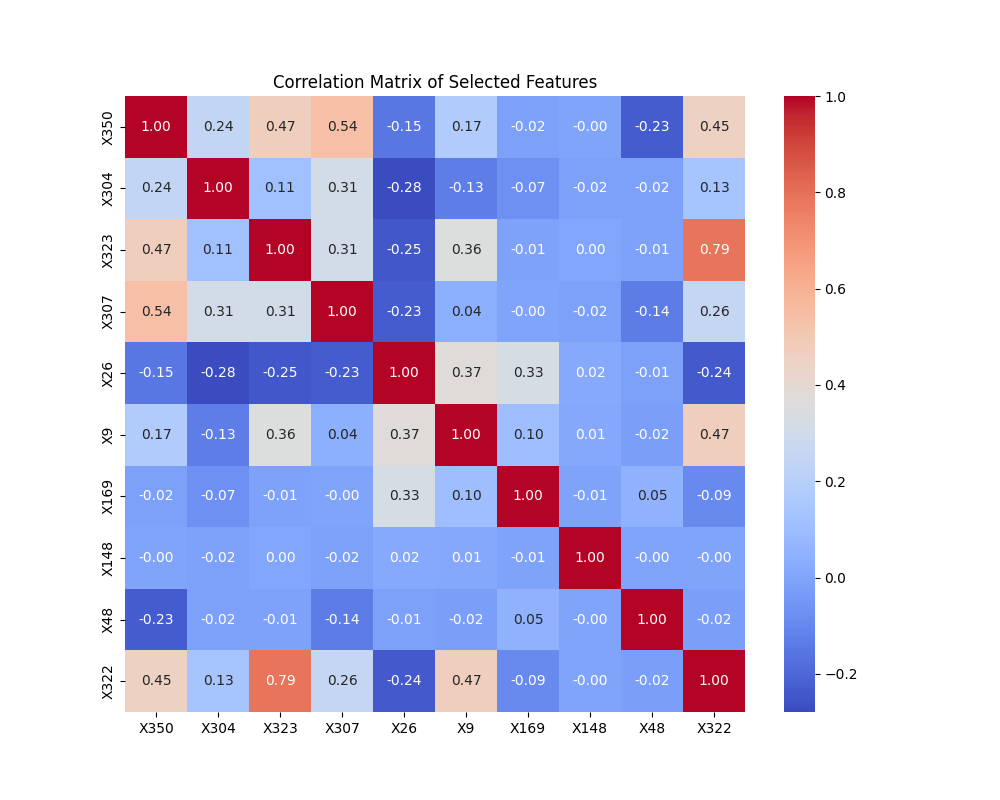 Correlation Matrix of Selected Features
X350 1.00 0.24 0.47 0.54 -0.15 0.17 -0.02 -0.00 -0.23 0.45
X304 0.24 1.00 0.11 0.31 -0.28 -0.13 -0.07 -0.02 -0.02 0.13
X323 0.47 0.11 1.00 0.31 -0.25 0.36 -0.01 0.00 -0.01 0.79
X307 0.54 0.31 0.31 1.00 -0.23 0.04 -0.00 -0.02 -0.14 0.26
X26 -0.15 -0.28 -0.25 -0.23 1.00 0.37 0.33 0.02 -0.01 -0.24
X9 0.17 -0.13 0.36 0.04 0.37 1.00 0.10 0.01 -0.02 0.47
X169 -0.02 -0.07 -0.01 -0.00 0.33 0.10 1.00 -0.01 0.05 -0.09
X148 -0.00 -0.02 0.00 -0.02 0.02 0.01 -0.01 1.00 -0.00 -0.00
X48 -0.23 -0.02 -0.01 -0.14 -0.01 -0.02 0.05 -0.00 1.00 -0.02
X322 0.45 0.13 0.79 0.26 -0.24 0.47 -0.09 -0.00 -0.02 1.00
X350 X304 X323 X307 X26 X9 X169 X148 X48 X322
1.0
0.8
0.6
0.4
0.2
0.0
−0.2